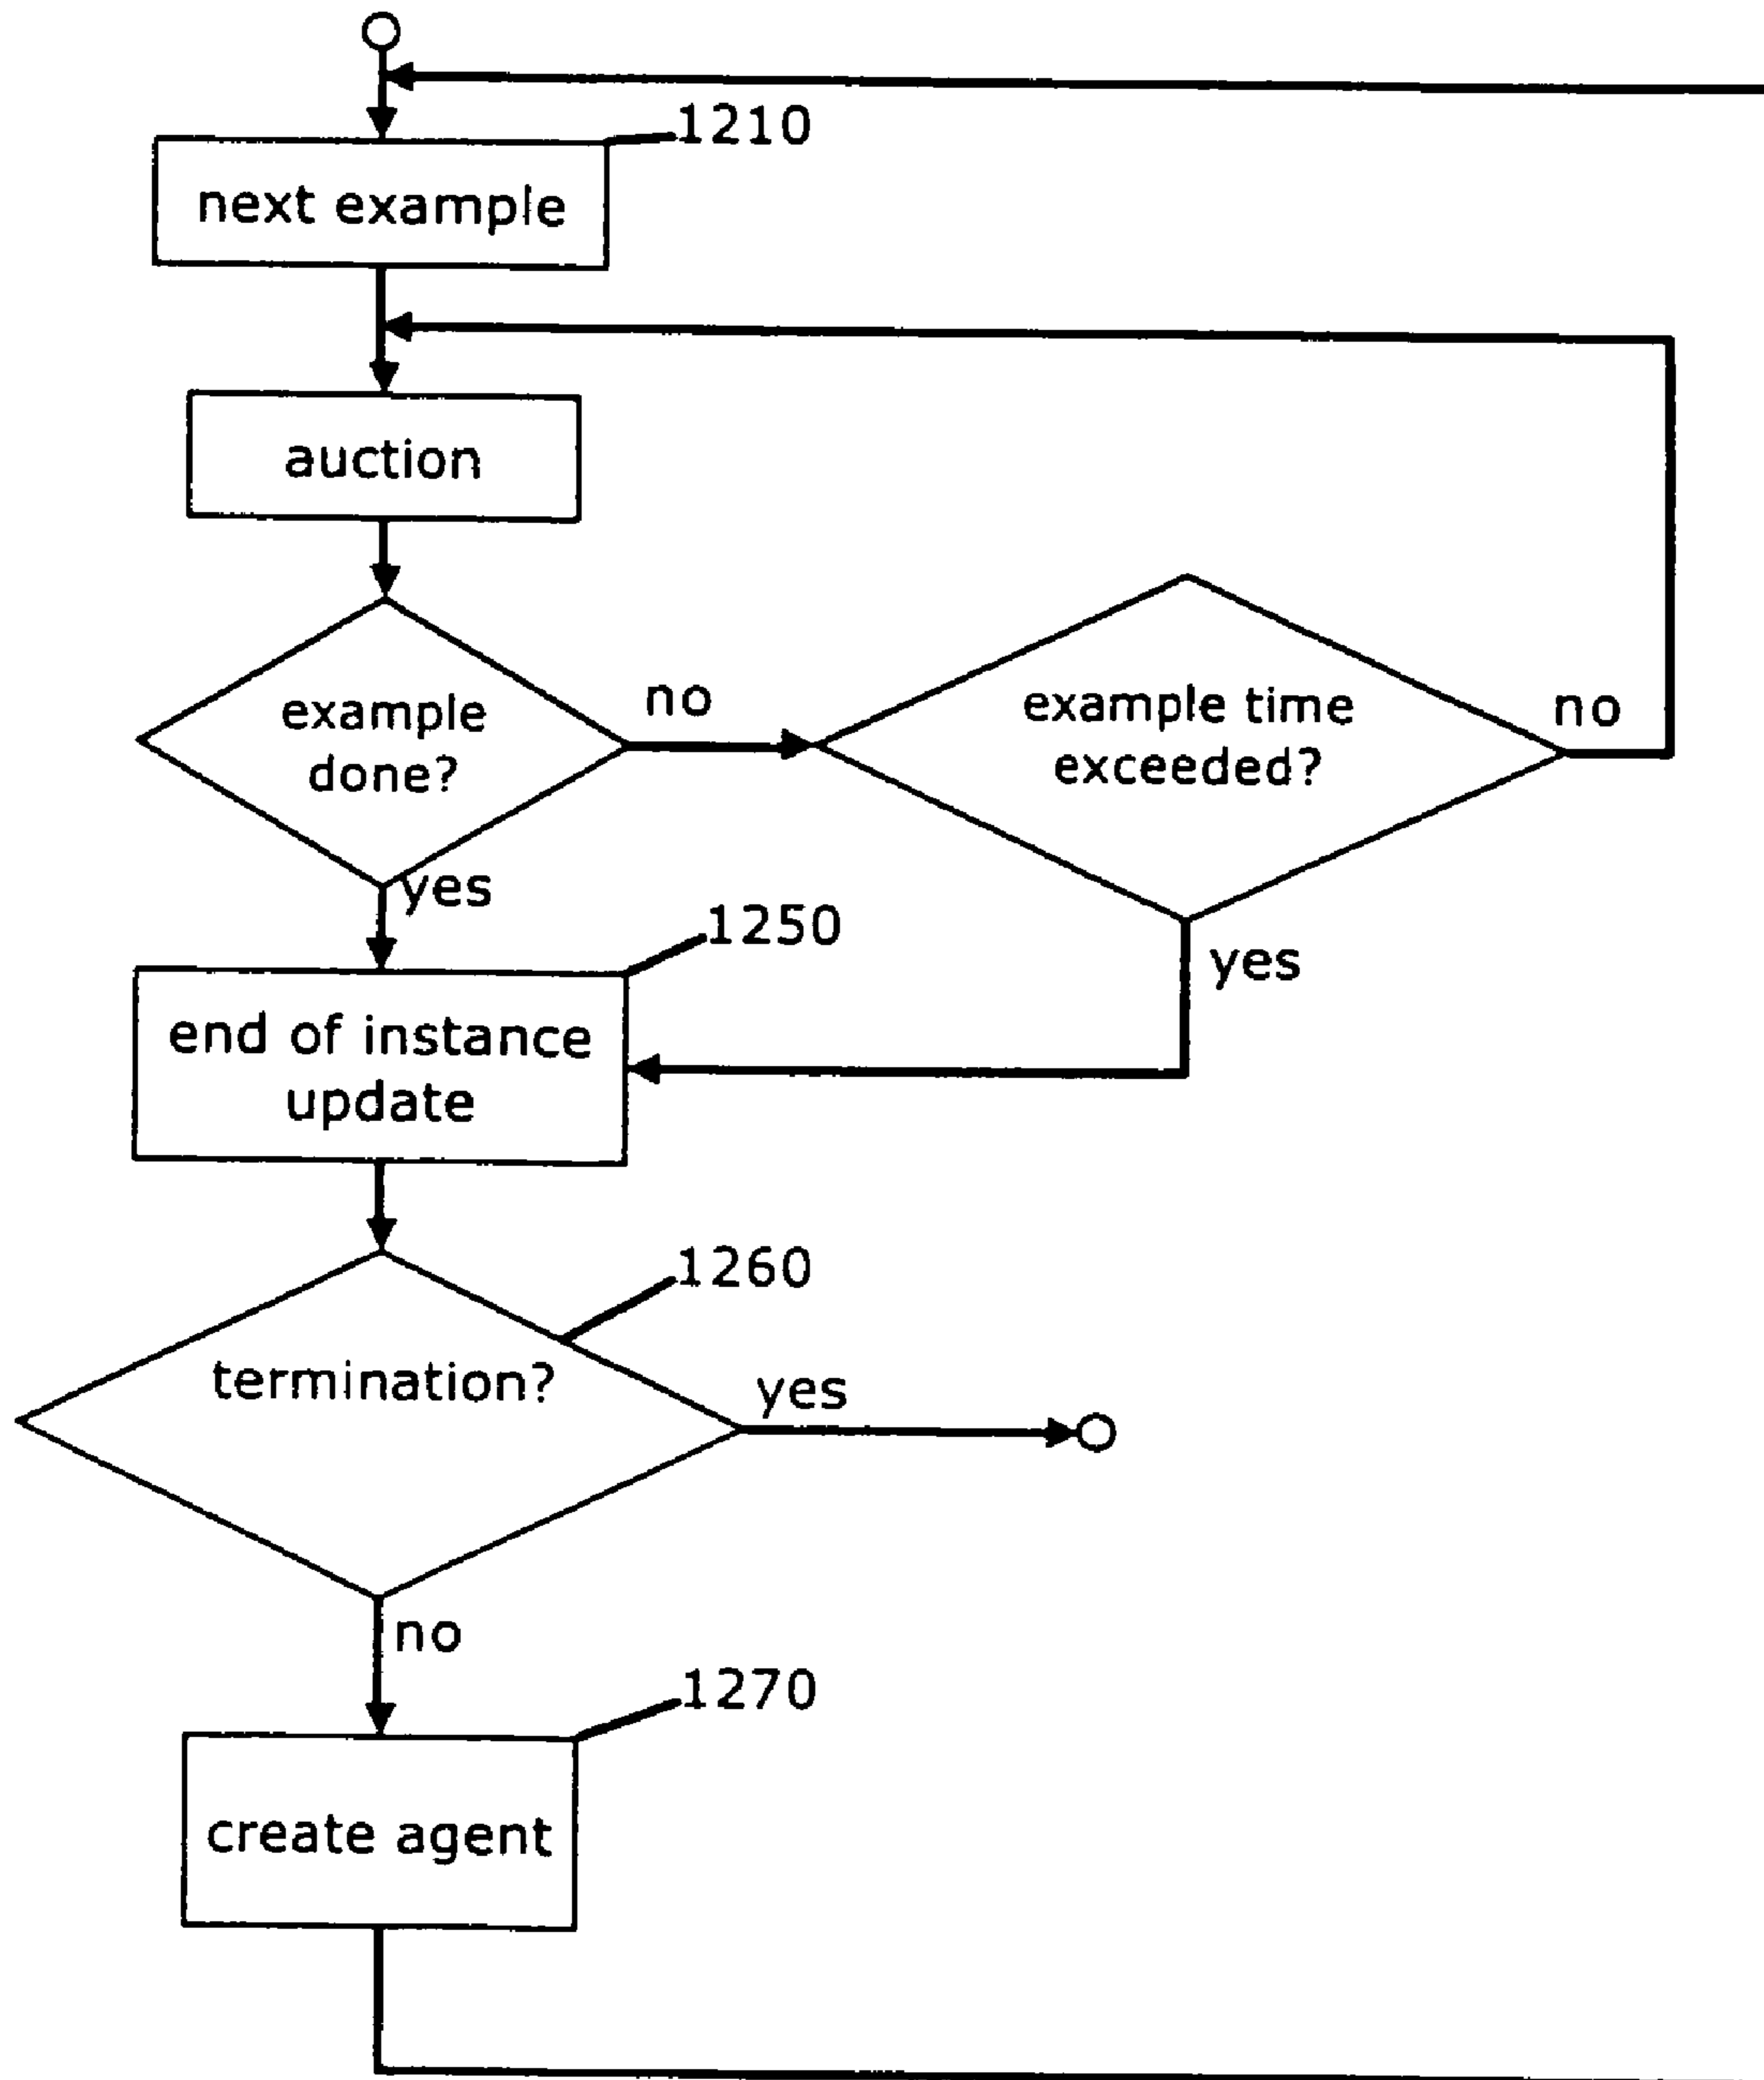 1210
next example
auction
example
done?
no
example time
exceeded?
no
yes
1250
yes
end of instance
update
1260
termination?
yes
no
1270
create agent